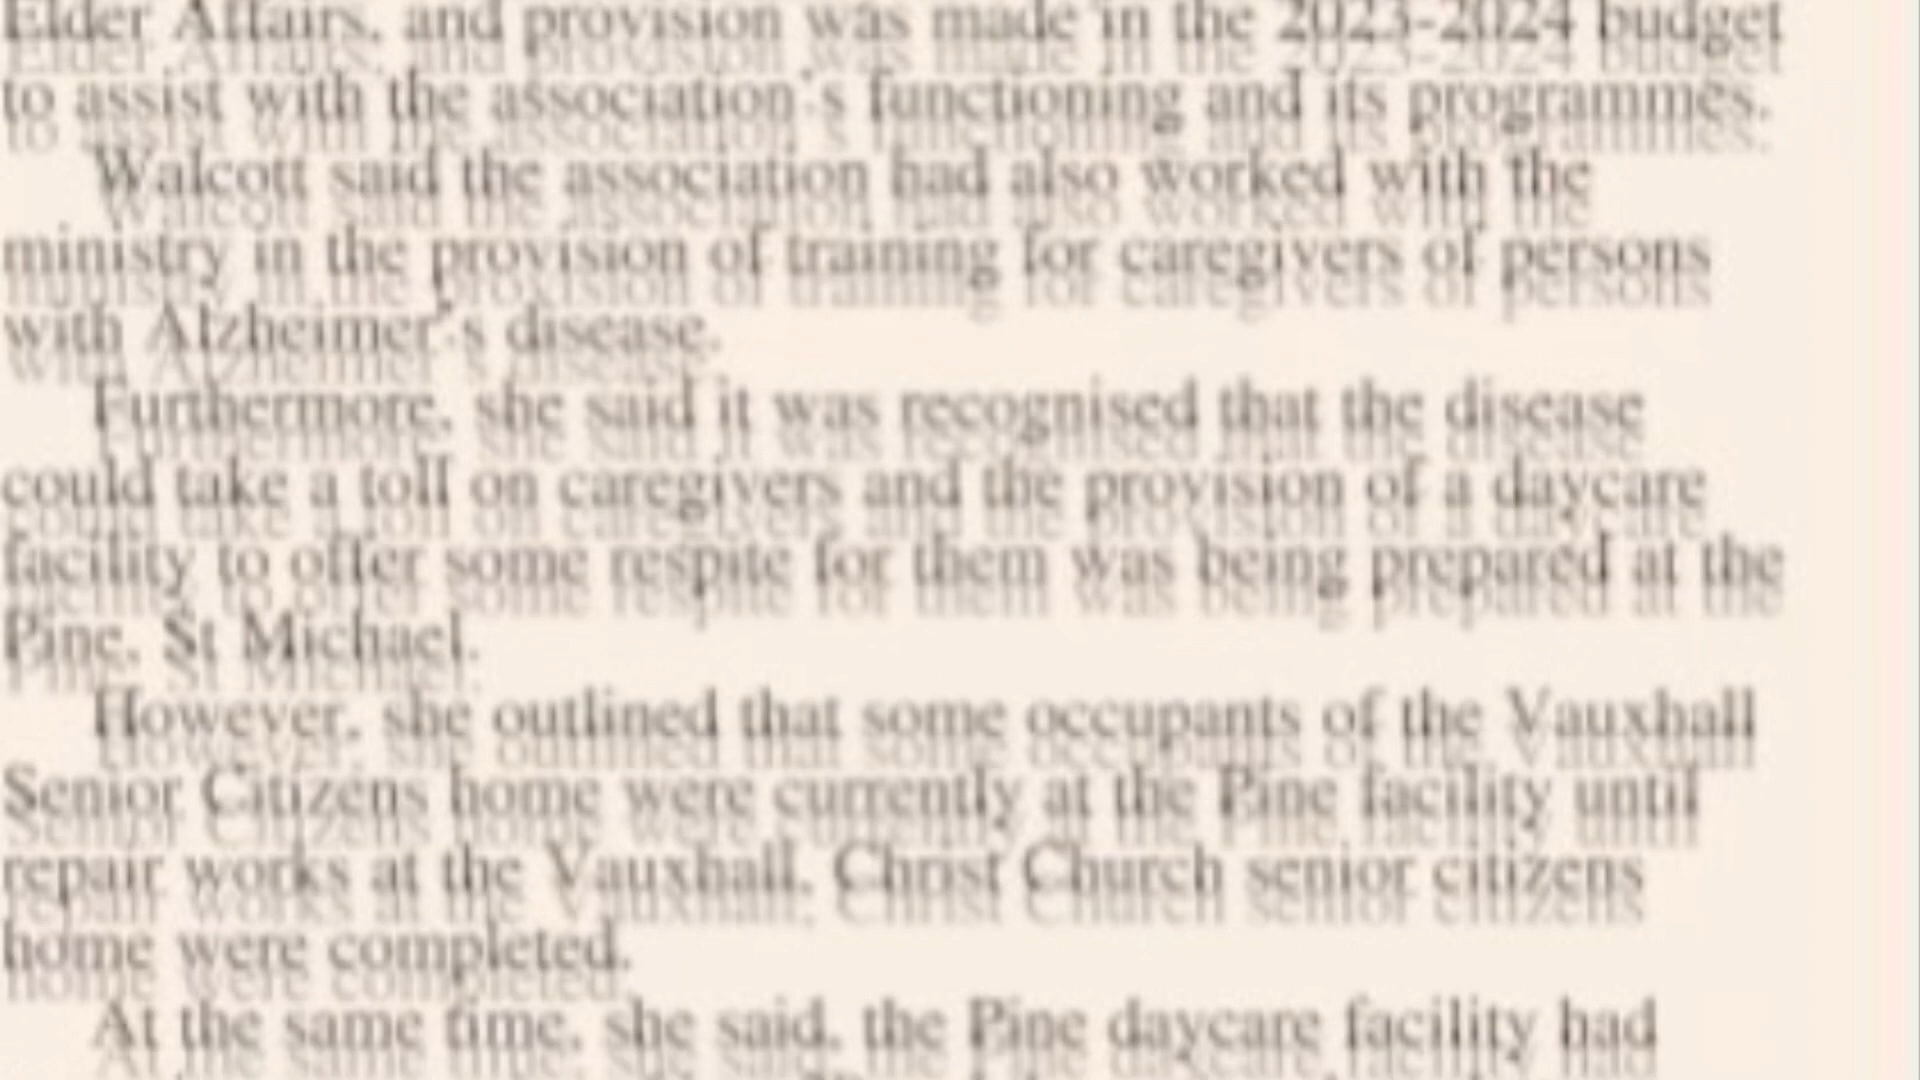 Elder Affairs, and provision was made in the 2023-2024 budget
to assist with the association's functioning and its programmes.
Walcott said the association had also worked with the
ministry in the provision of training for caregivers of persons
with Alzheimer's disease.
Furthermore, she said it was recognised that the disease
could take a toll on caregivers and the provision of a daycare
facility to offer some respite for them was being prepared at the
Pine, St Michael.
However, she outlined that some occupants of the Vauxhall
Senior Citizens home were currently at the Pine facility until
repair works at the Vauxhall, Christ Church senior citizens
home were completed.
At the same time, she said, the Pine daycare facility had